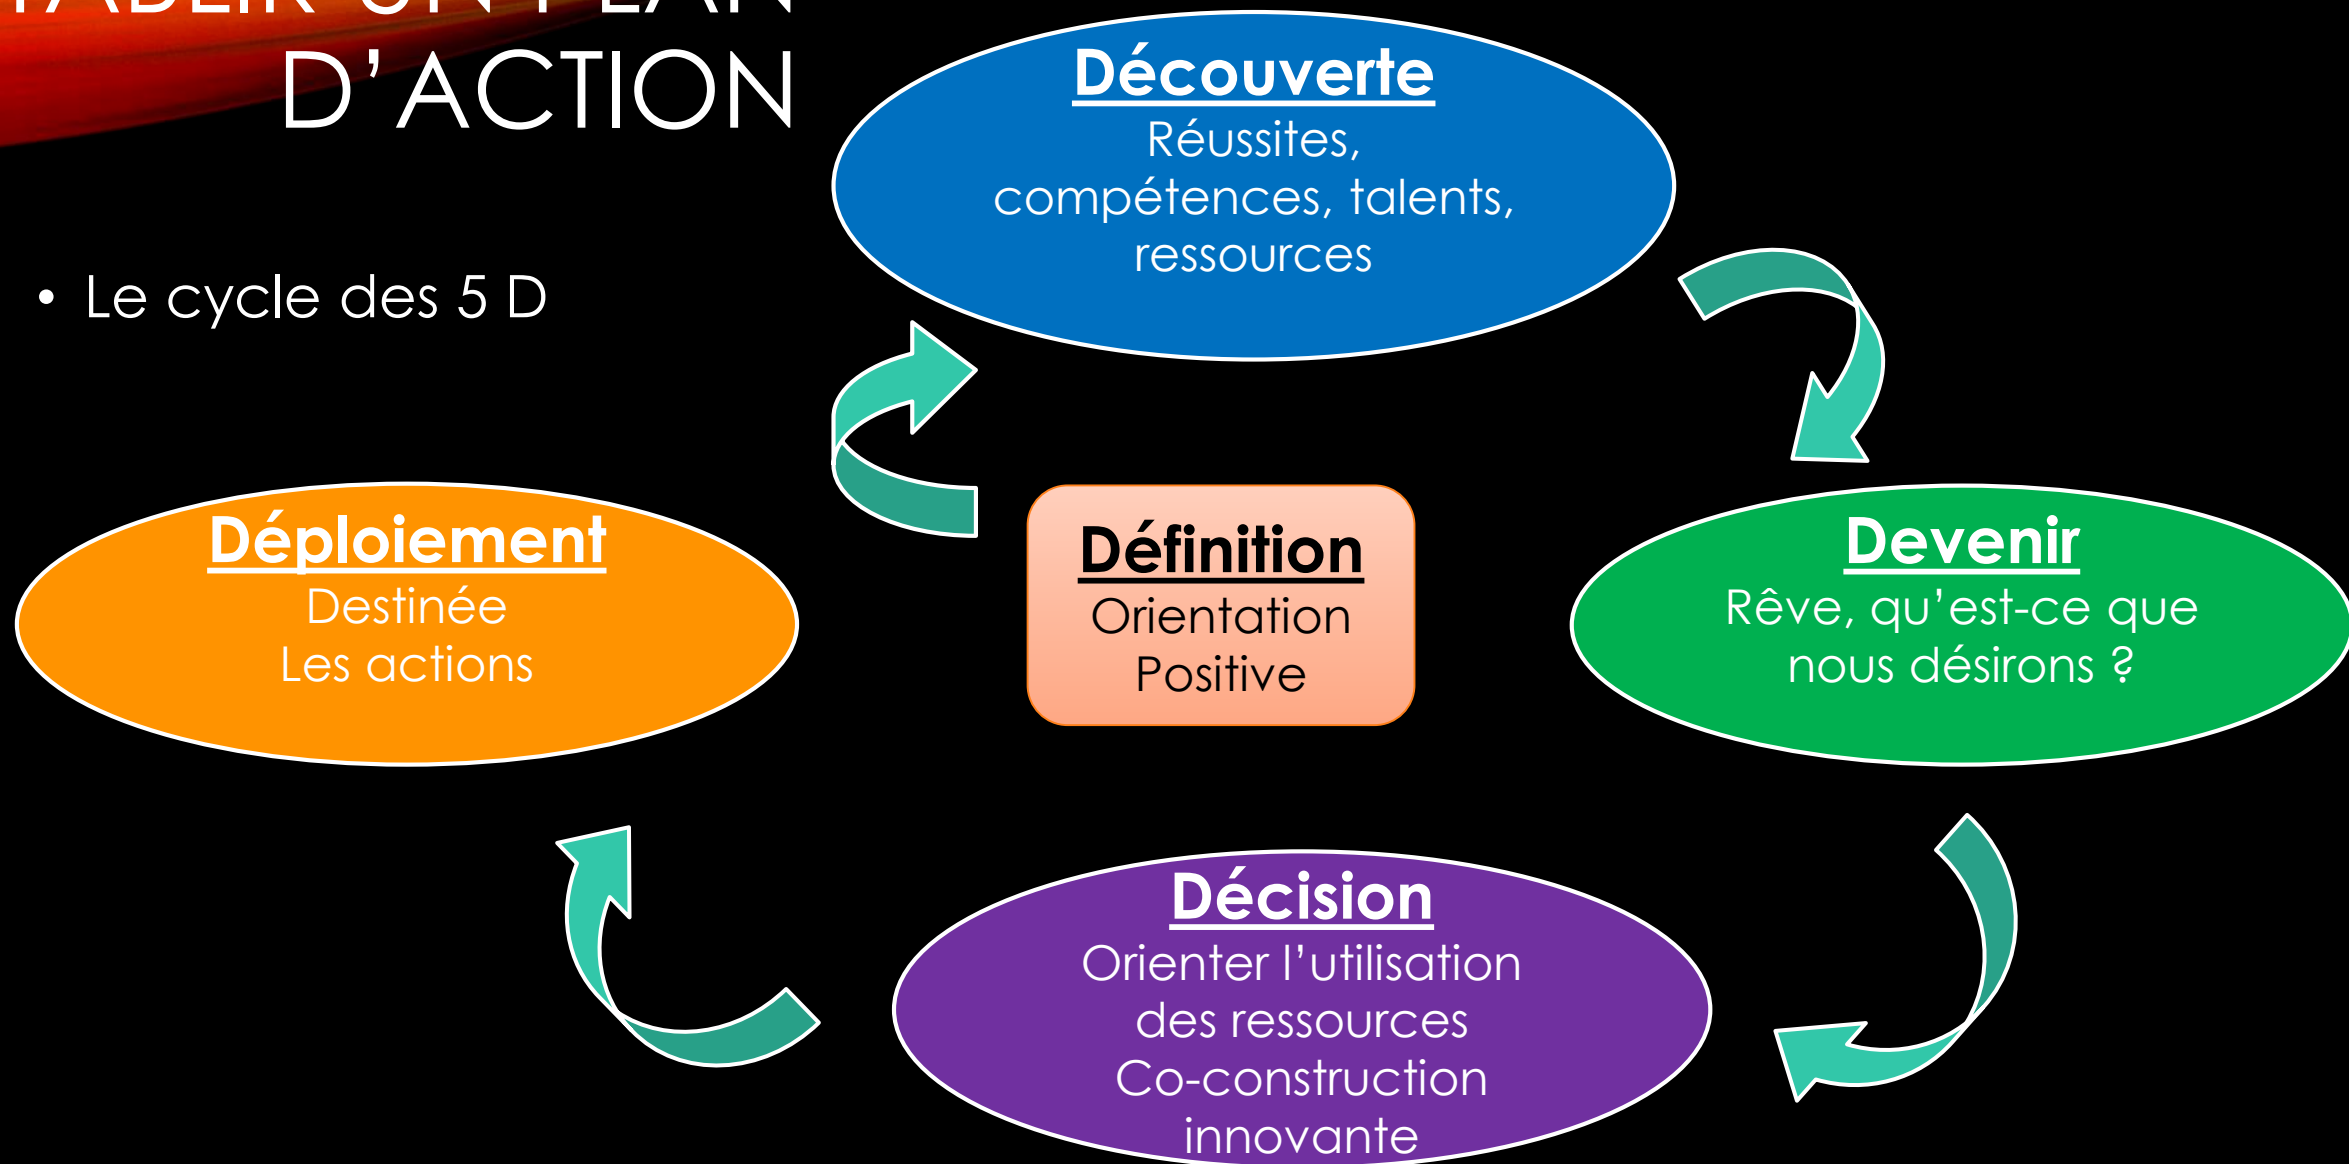 D’ACTION
• Le cycle des 5 D
Découverte
Réussites,
compétences, talents,
ressources
Déploiement
Destinée
Les actions
Définition
Orientation
Positive
Devenir
Rêve, qu’est-ce que
nous désirons ?
Décision
Orienter l’utilisation
des ressources
Co-construction
innovante